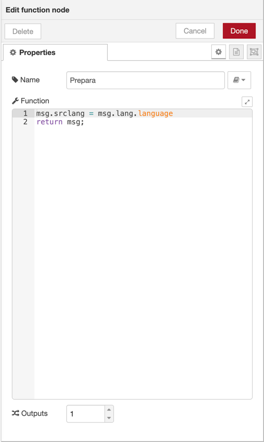 Edit function node
Delete
Cancel
Done
Properties
Name
Prepara
Function
1 msg.srclang = msg.lang.language
2 return msg;
Outputs
1